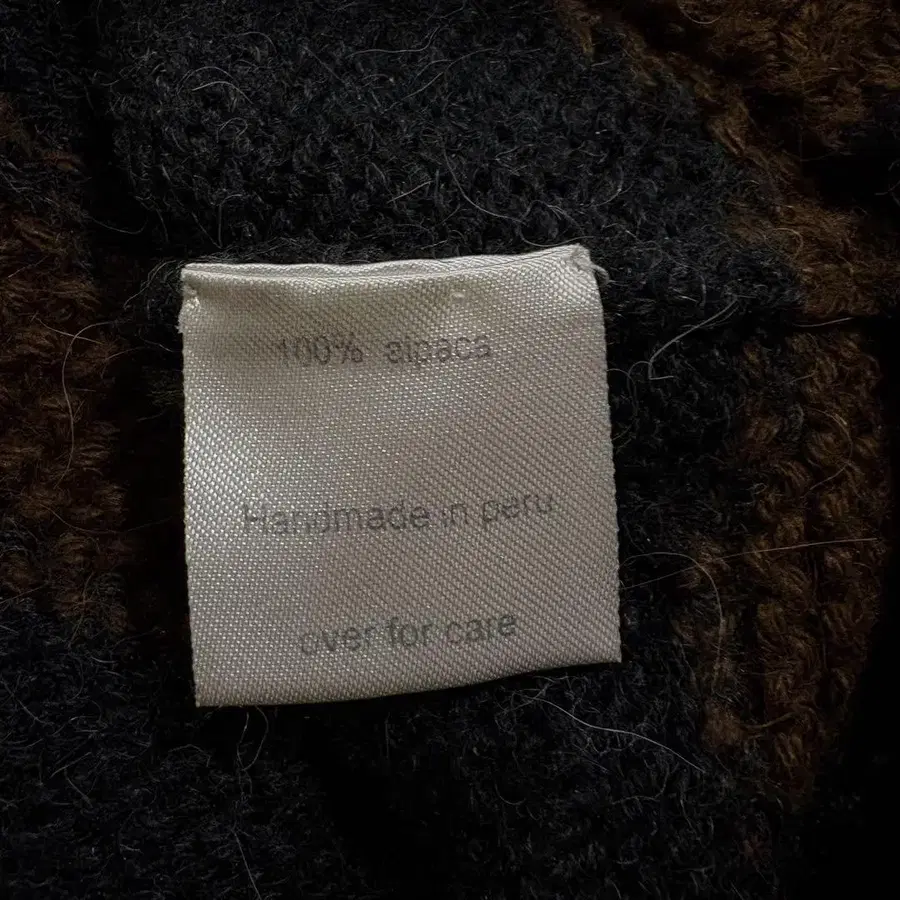 100% alpaca
Handmade in peru
over for care